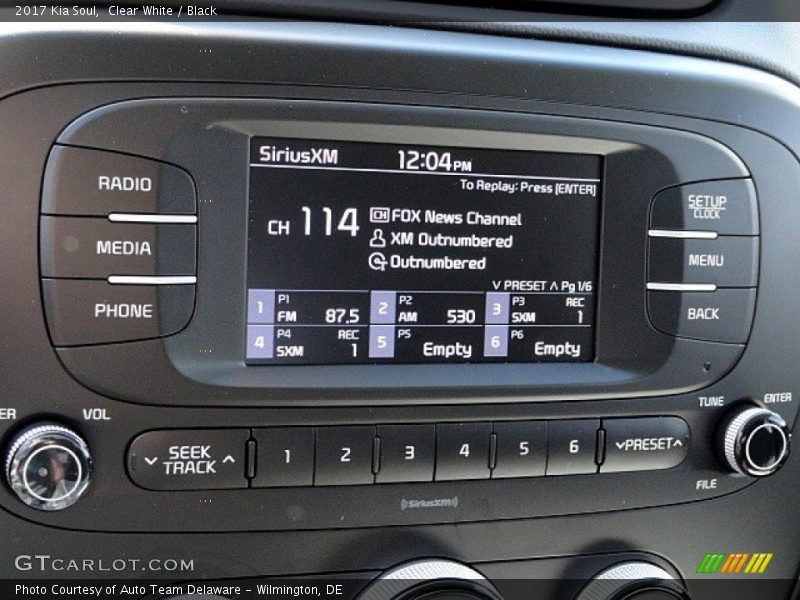 2017 Kia Soul,  Clear White / Black
SiriusXM 12:04PM
To Replay: Press [ENTER]
CH 114 CH FOX News Channel
XM Outnumbered
Outnumbered
PRESET Pg 1/6
1 P1 FM 87.5 2 P2 AM 530 3 P3 SXM REC 1
4 P4 SXM REC 1 5 P5 Empty 6 P6 Empty
RADIO
MEDIA
PHONE
SETUP
CLOCK
MENU
BACK
ER VOL
TUNE ENTER
SEEK
TRACK
1 2 3 4 5 6 PRESET
FILE
SiriusXM
GTCARLOT.COM
Photo Courtesy of Auto Team Delaware - Wilmington, DE